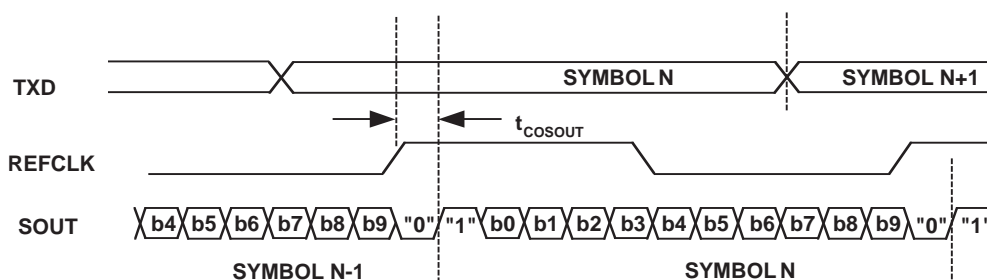 TXD
SYMBOL N
SYMBOL N+1
tCOSOUT
REFCLK
SOUT
b4 b5 b6 b7 b8 b9 "0" "1" b0 b1 b2 b3 b4 b5 b6 b7 b8 b9 "0" "1"
SYMBOL N-1
SYMBOL N